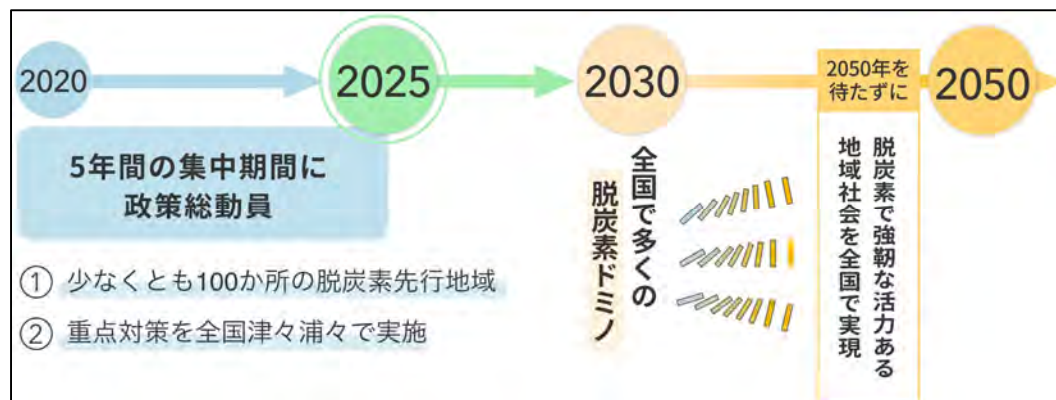 2020
2025
2030
2050年を
待たずに
2050
5年間の集中期間に
政策総動員
① 少なくとも100か所の脱炭素先行地域
② 重点対策を全国津々浦々で実施
全国で多くの
脱炭素ドミノ
脱炭素で強靭な活力ある
地域社会を全国で実現